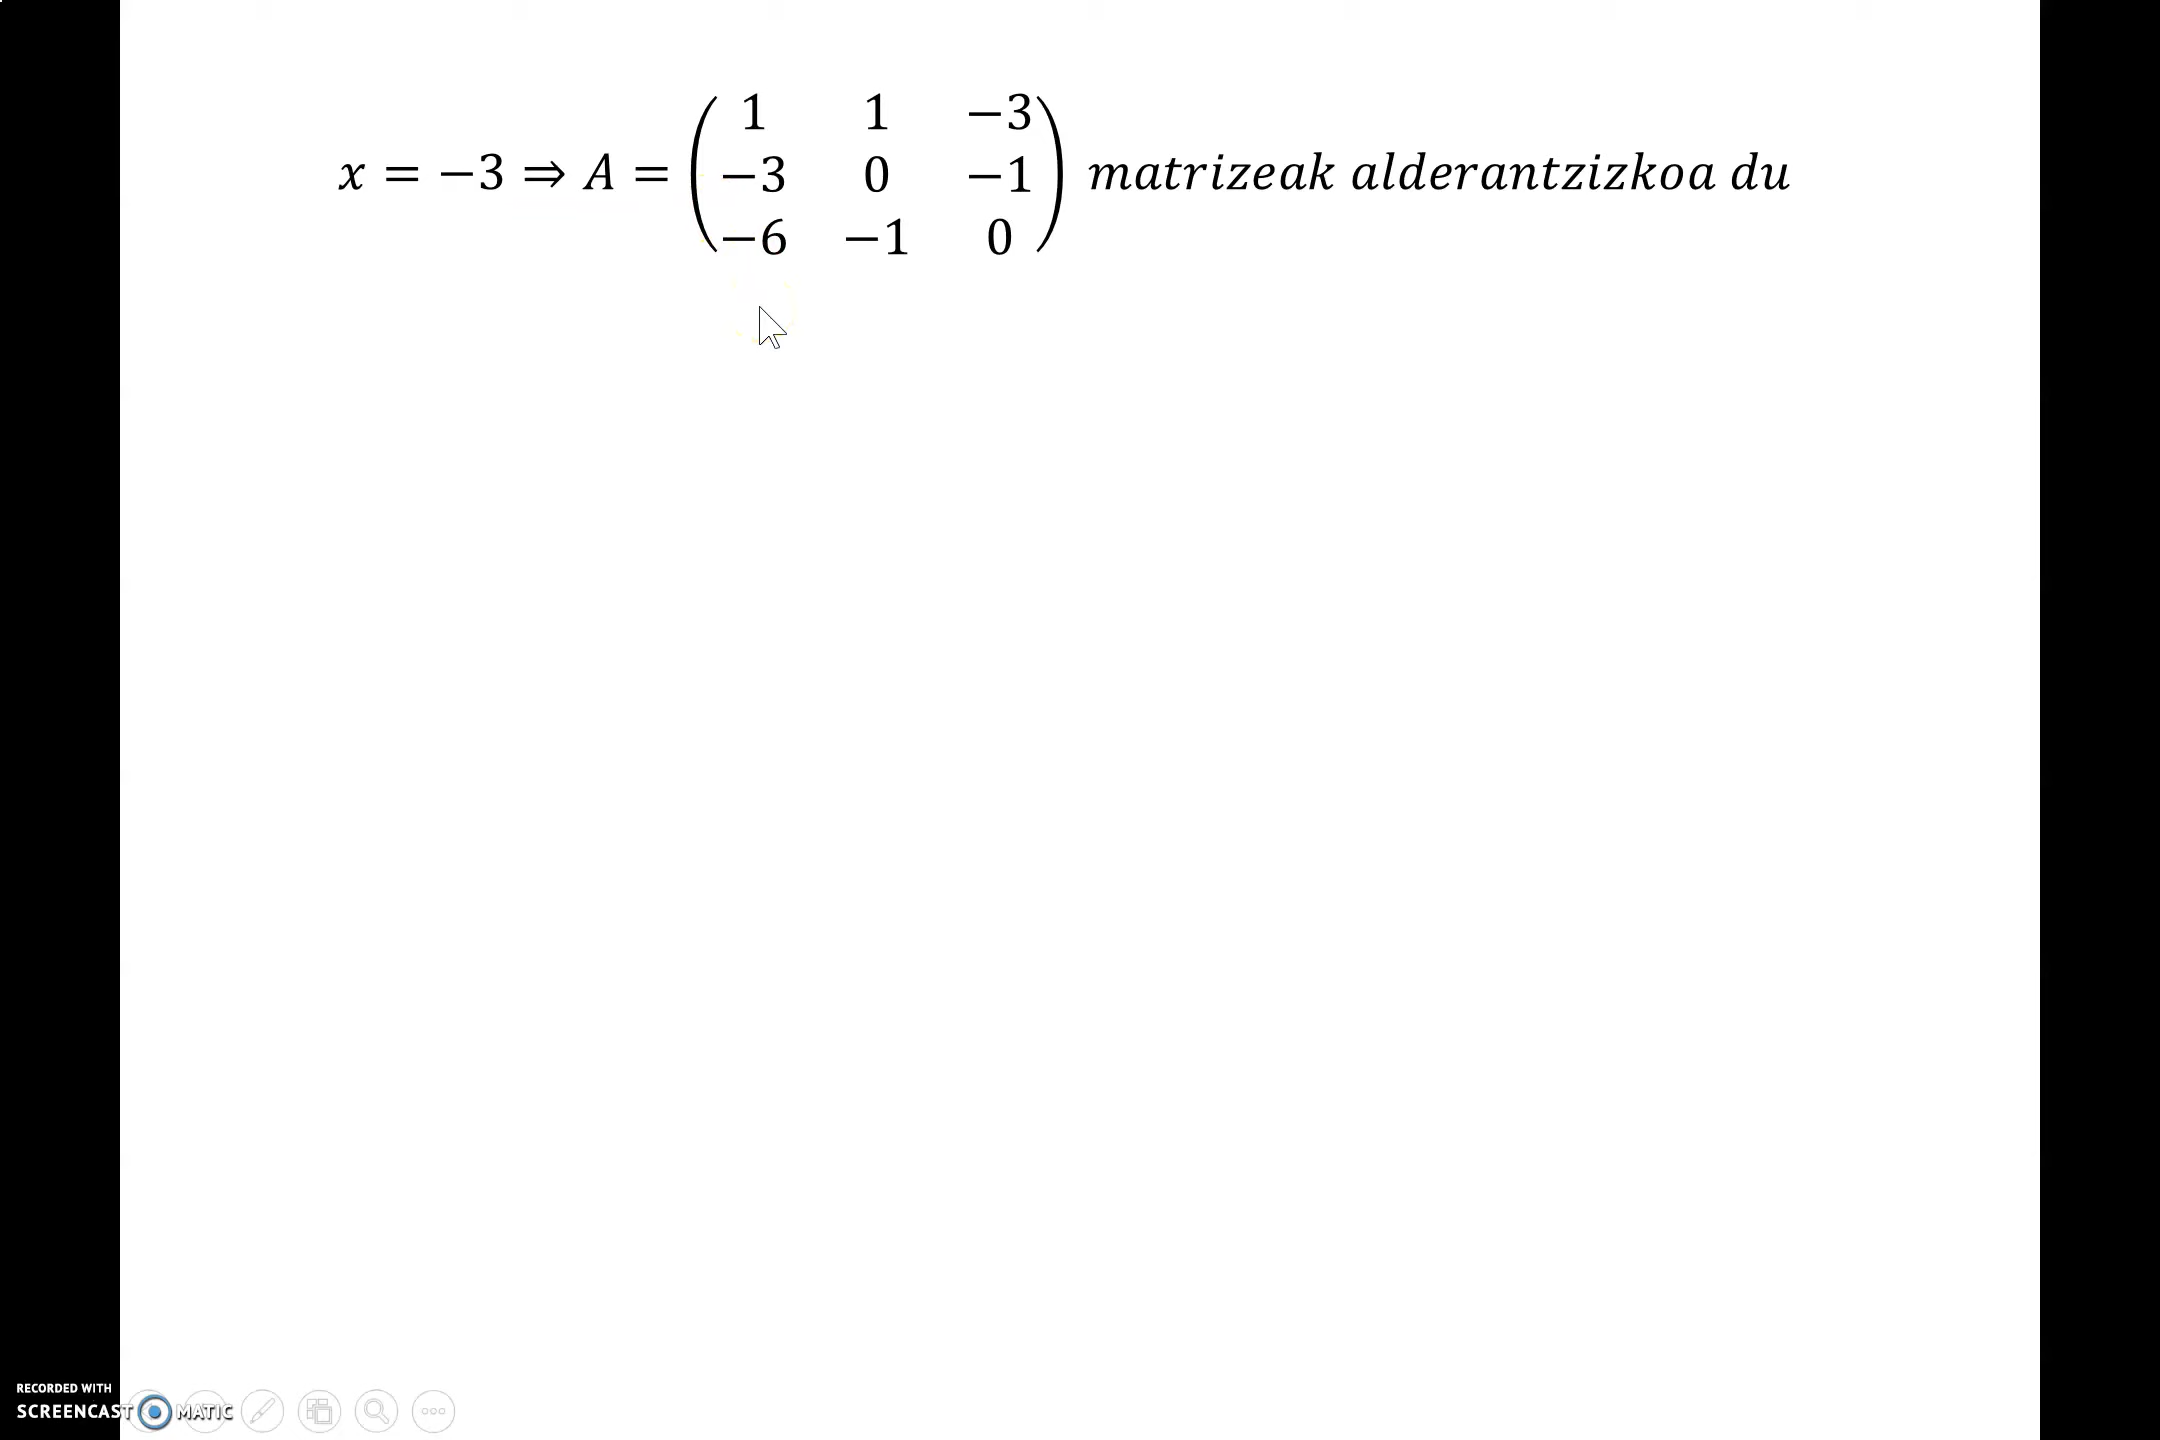 x = −3 ⇒ A = ( 1 1 −3
−3 0 −1
−6 −1 0 ) matrizeak alderantzizkoa du
RECORDED WITH
SCREENCAST MATIC